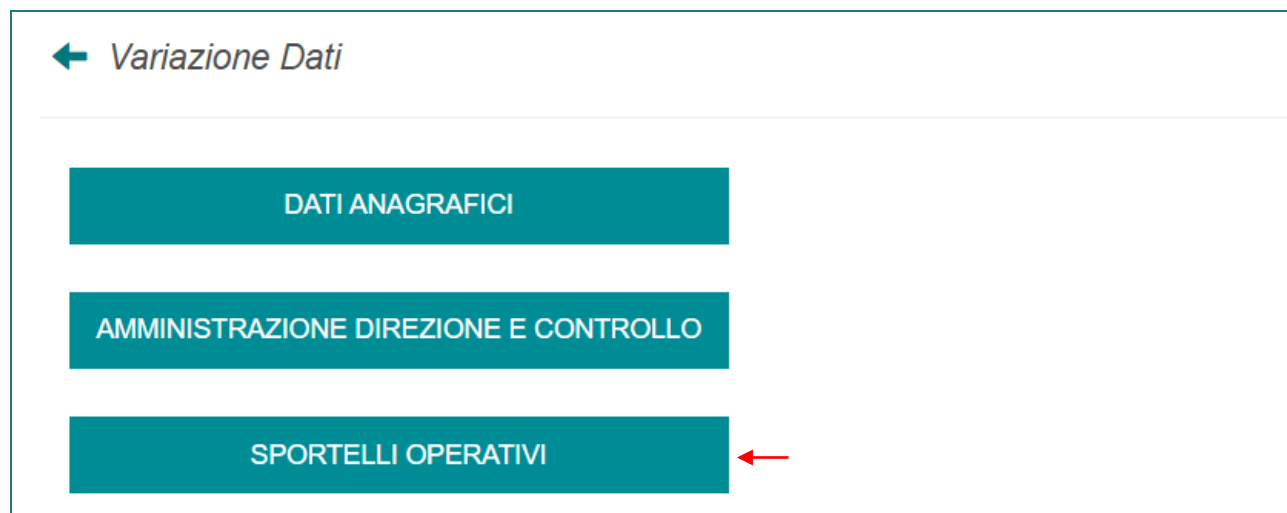 Variazione Dati
DATI ANAGRAFICI
AMMINISTRAZIONE DIREZIONE E CONTROLLO
SPORTELLI OPERATIVI